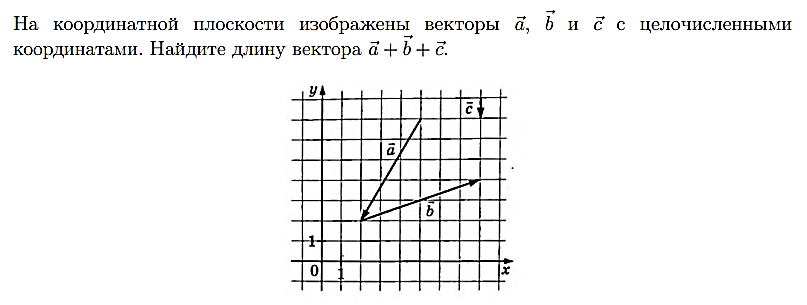 На координатной плоскости изображены векторы a⃗, b⃗ и c⃗ с целочисленными
координатами. Найдите длину вектора a⃗ + b⃗ + c⃗.
y
c⃗
a⃗
b⃗
1
0 1 x